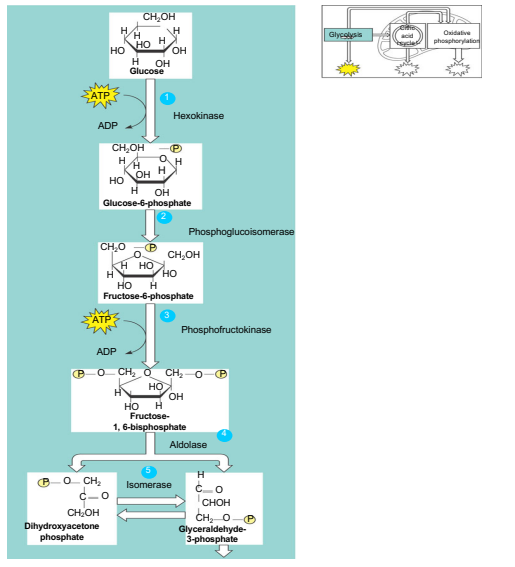 CH₂OH
H H
H
HO HO OH
H OH
Glucose
ATP
1
Hexokinase
ADP
CH₂OH P
H O H
H H
HO OH
H OH
Glucose-6-phosphate
2
Phosphoglucoisomerase
CH₂O P
O CH₂OH
H HO
H HO
HO H
Fructose-6-phosphate
ATP
3
Phosphofructokinase
ADP
P O CH₂ O CH₂ O P
H HO
OH
HO H
Fructose-
1, 6-bisphosphate
4
Aldolase
5
Isomerase
P O CH₂
C O
CH₂OH
Dihydroxyacetone
phosphate
H
C O
CHOH
CH₂ O P
Glyceraldehyde-
3-phosphate
Glycolysis
Citric
acid
cycle
Oxidative
phosphorylation